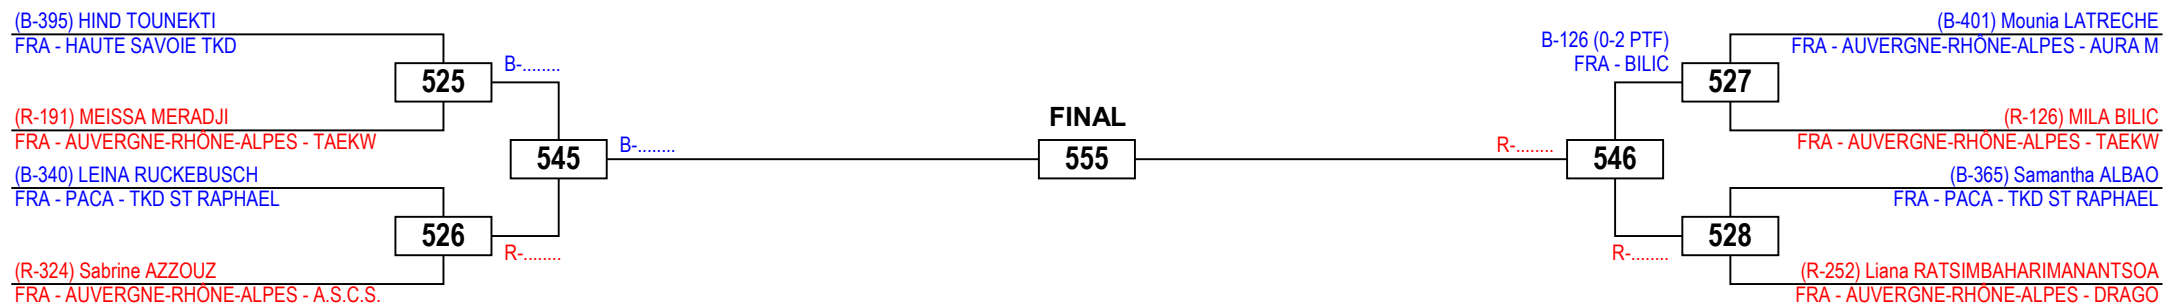 (B-395) HIND TOUNEKTI
FRA - HAUTE SAVOIE TKD
525
B-........
(R-191) MEISSA MERADJI
FRA - AUVERGNE-RHÔNE-ALPES - TAEKW
545
B-........
(B-340) LEINA RUCKEBUSCH
FRA - PACA - TKD ST RAPHAEL
526
R-........
(R-324) Sabrine AZZOUZ
FRA - AUVERGNE-RHÔNE-ALPES - A.S.C.S.
FINAL
555
(B-401) Mounia LATRECHE
FRA - AUVERGNE-RHÔNE-ALPES - AURA M
B-126 (0-2 PTF)
FRA - BILIC
527
(R-126) MILA BILIC
FRA - AUVERGNE-RHÔNE-ALPES - TAEKW
R-........
546
(B-365) Samantha ALBAO
FRA - PACA - TKD ST RAPHAEL
528
R-........
(R-252) Liana RATSIMBAHARIMANANTSOA
FRA - AUVERGNE-RHÔNE-ALPES - DRAGO